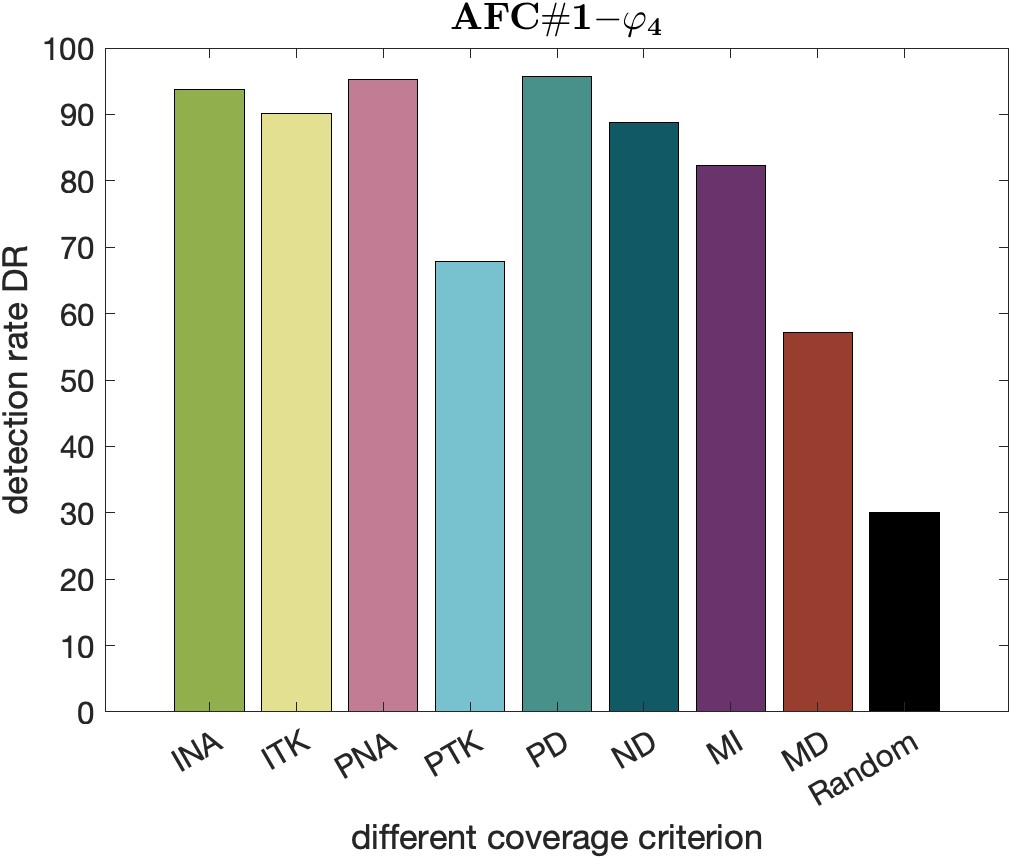 AFC#1−φ₄
detection rate DR
100
90
80
70
60
50
40
30
20
10
0
INA
ITK
PNA
PTK
PD
ND
MI
MD
Random
different coverage criterion